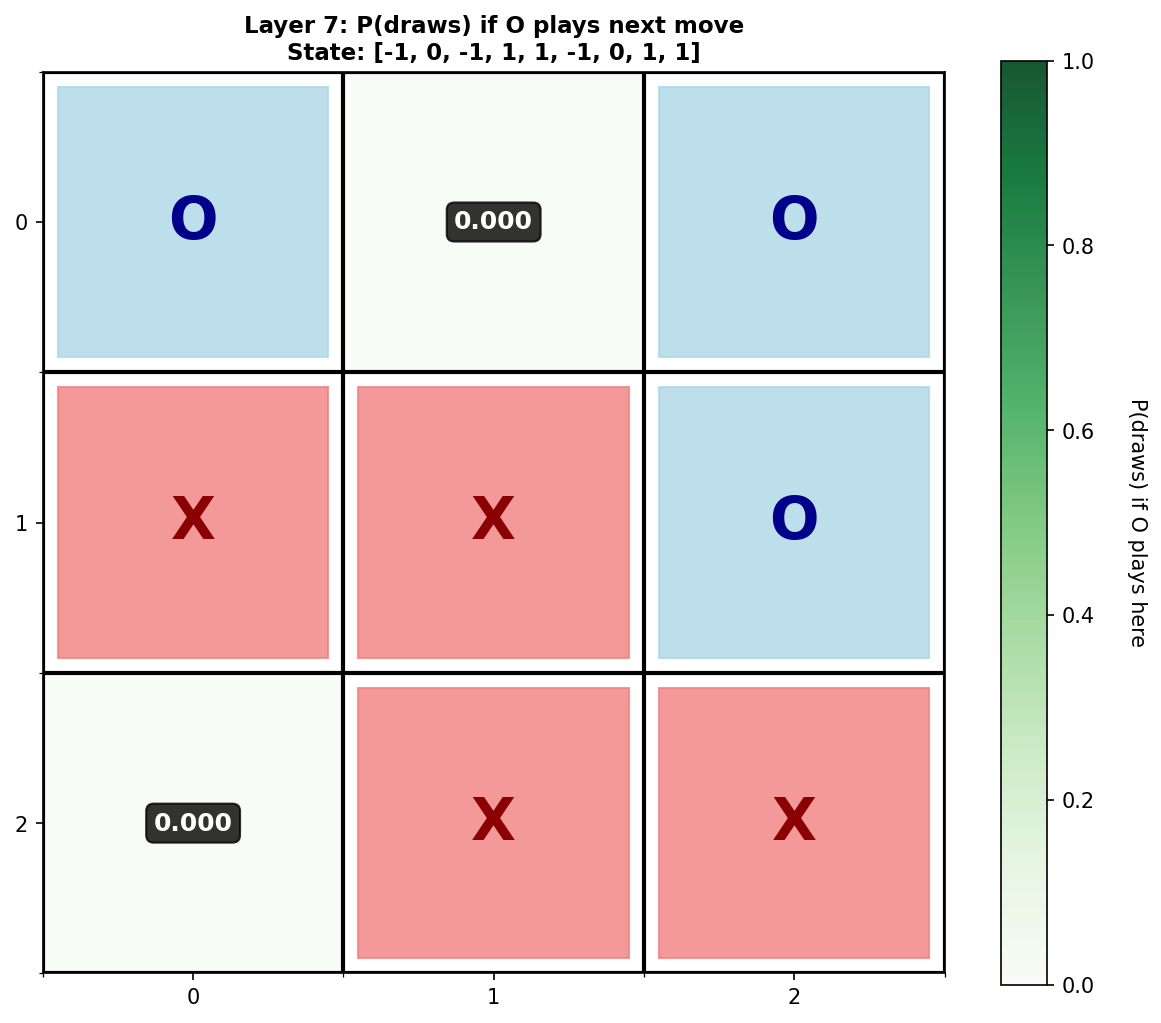 Layer 7: P(draws) if O plays next move
State: [-1, 0, -1, 1, 1, -1, 0, 1, 1]
1.0
0.8
0.6
0.4
0.2
0.0
P(draws) if O plays here
0
1
2
O
0.000
O
X
X
O
0.000
X
X
0
1
2